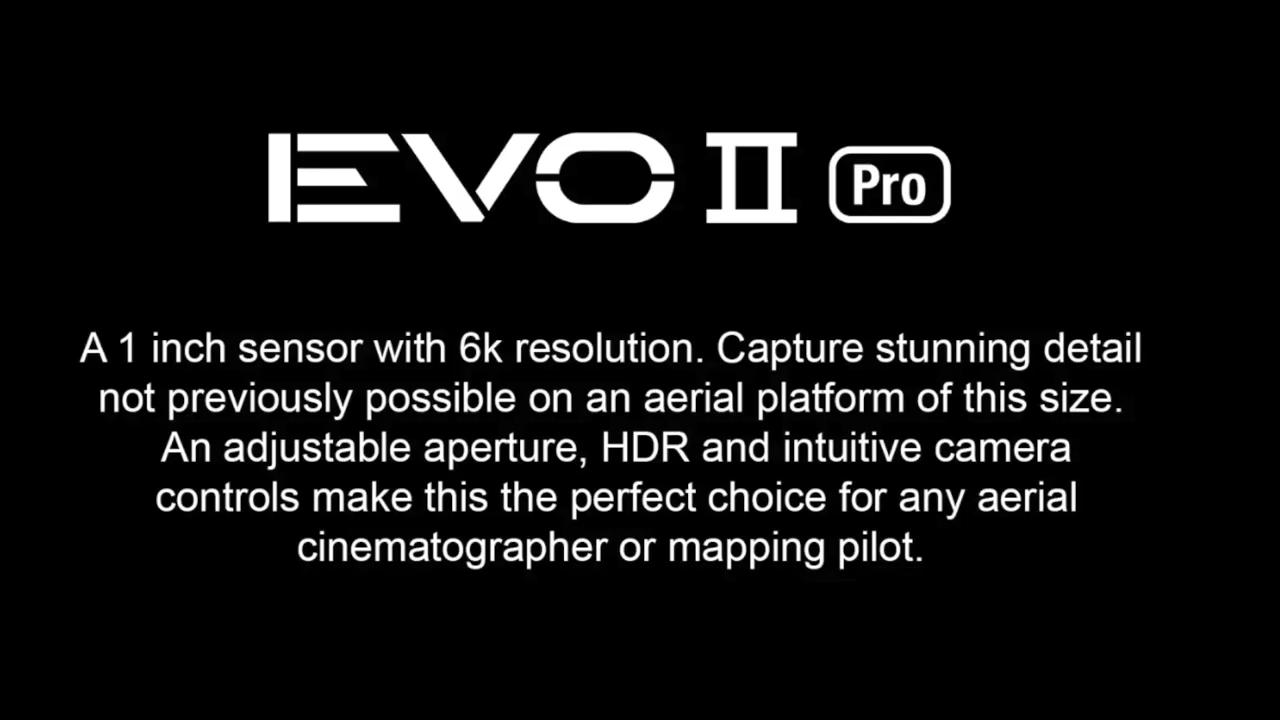 EVO II Pro
A 1 inch sensor with 6k resolution. Capture stunning detail
not previously possible on an aerial platform of this size.
An adjustable aperture, HDR and intuitive camera
controls make this the perfect choice for any aerial
cinematographer or mapping pilot.